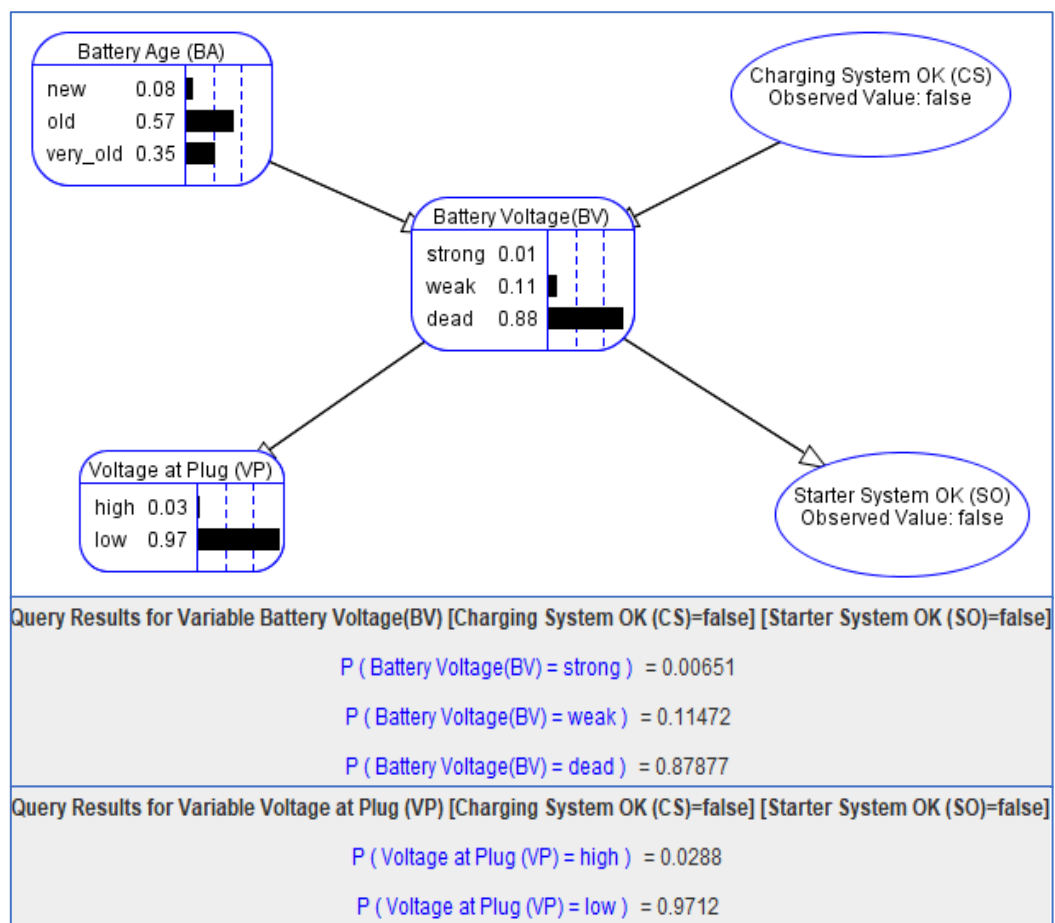 Battery Age (BA)
new 0.08
old 0.57
very_old 0.35
Charging System OK (CS)
Observed Value: false
Battery Voltage(BV)
strong 0.01
weak 0.11
dead 0.88
Voltage at Plug (VP)
high 0.03
low 0.97
Starter System OK (SO)
Observed Value: false
Query Results for Variable Battery Voltage(BV) [Charging System OK (CS)=false] [Starter System OK (SO)=false]
P ( Battery Voltage(BV) = strong ) = 0.00651
P ( Battery Voltage(BV) = weak ) = 0.11472
P ( Battery Voltage(BV) = dead ) = 0.87877
Query Results for Variable Voltage at Plug (VP) [Charging System OK (CS)=false] [Starter System OK (SO)=false]
P ( Voltage at Plug (VP) = high ) = 0.0288
P ( Voltage at Plug (VP) = low ) = 0.9712